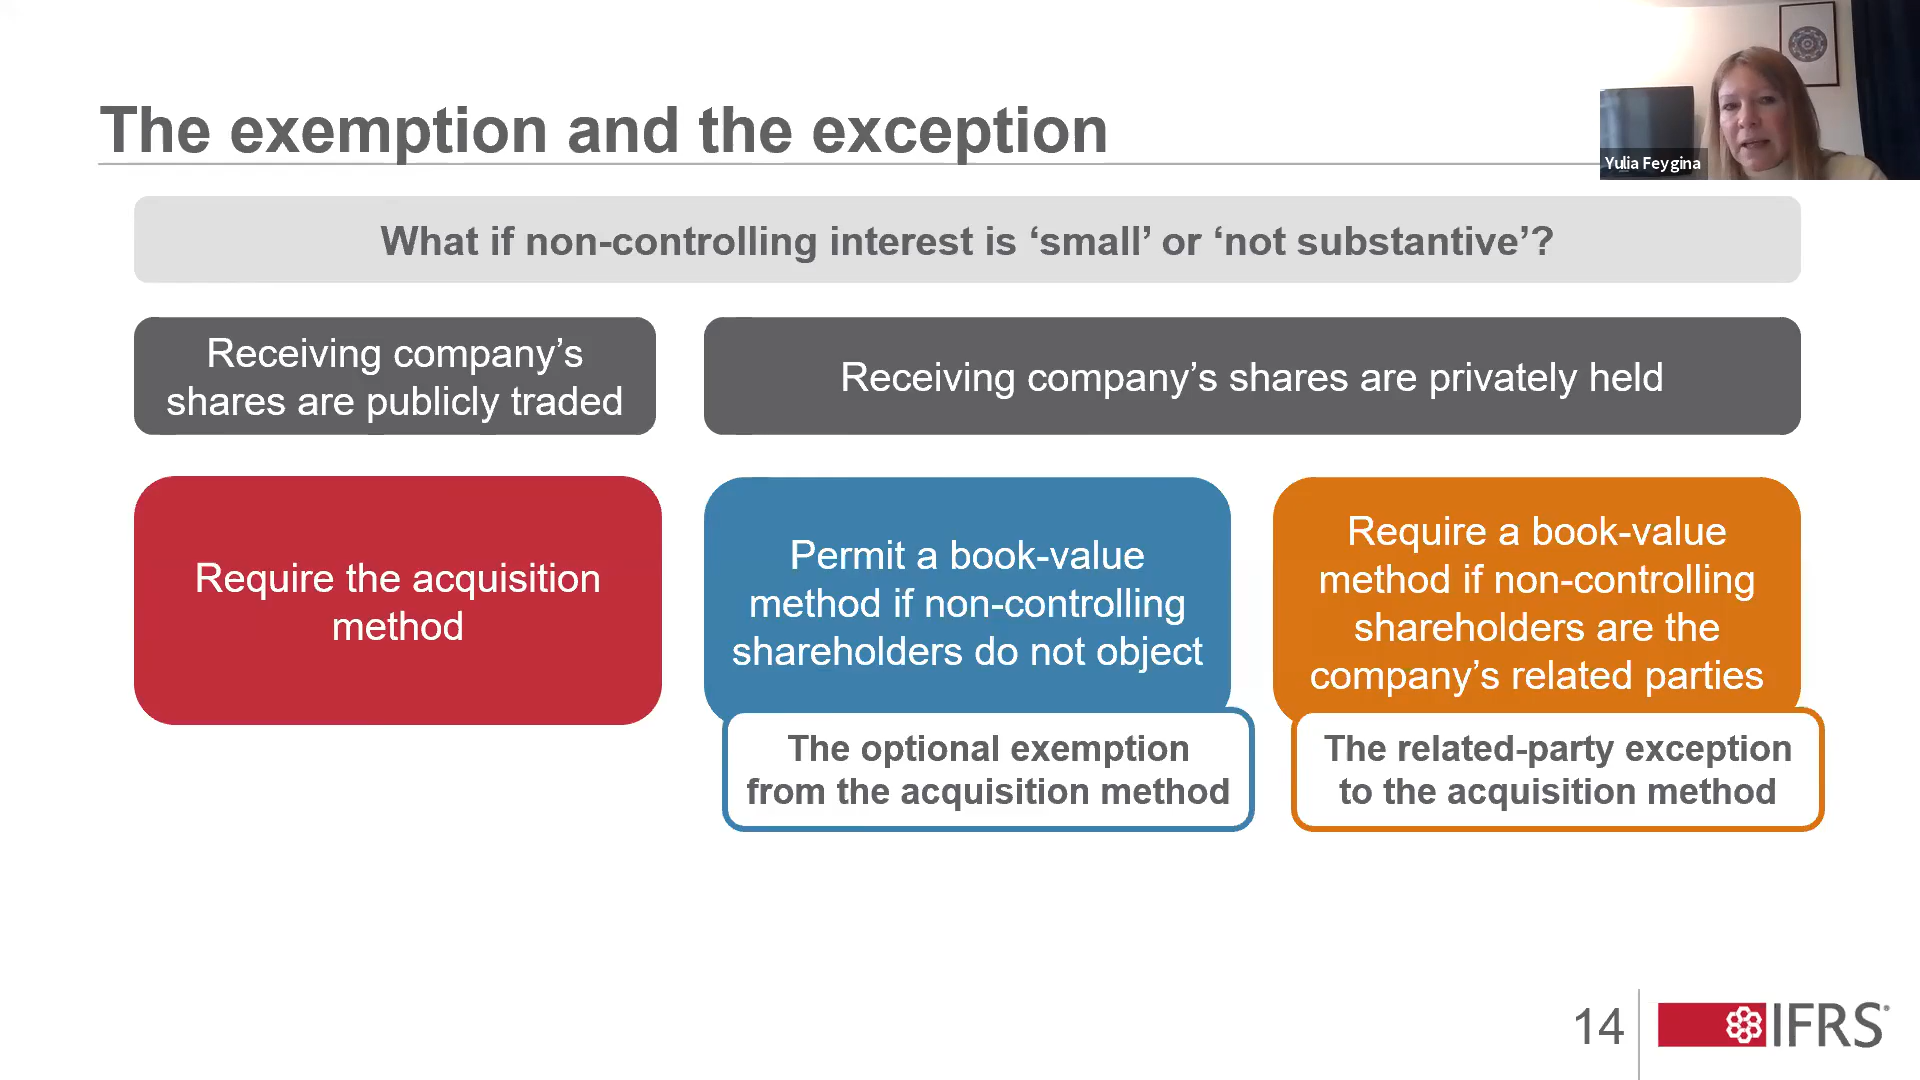 The exemption and the exception
Yulia Feygina
What if non-controlling interest is ‘small’ or ‘not substantive’?
Receiving company’s
shares are publicly traded
Receiving company’s shares are privately held
Require the acquisition
method
Permit a book-value
method if non-controlling
shareholders do not object
The optional exemption
from the acquisition method
Require a book-value
method if non-controlling
shareholders are the
company’s related parties
The related-party exception
to the acquisition method
14
IFRS